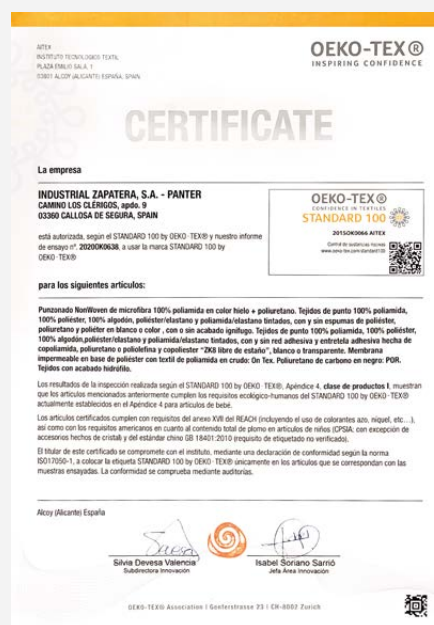 AITEX
INSTITUTO TECNOLOGICO TEXTIL
PLAZA EMILIO SALA, 1
03801 ALCOY (ALICANTE) ESPAÑA, SPAIN
OEKO-TEX®
INSPIRING CONFIDENCE
CERTIFICATE
La empresa
INDUSTRIAL ZAPATERA, S.A. - PANTER
CAMINO LOS CLÉRIGOS, apdo. 9
03360 CALLOSA DE SEGURA, SPAIN
está autorizada, según el STANDARD 100 by OEKO-TEX® y nuestro informe
de ensayo nº. 2020OK0638, a usar la marca STANDARD 100 by
OEKO-TEX®
OEKO-TEX®
CONFIDENCE IN TEXTILES
STANDARD 100
2015OK0066 AITEX
Control de sustancias nocivas
www.oeko-tex.com/standard100
para los siguientes artículos:
Punzonado NonWoven de microfibra 100% poliamida en color hielo + poliuretano. Tejidos de punto 100% poliamida,
100% poliéster, 100% algodón, poliéster/elastano y poliamida/elastano tintados, con y sin espumas de poliéster,
poliuretano y poliéter en blanco o color , con o sin acabado ignífugo. Tejidos de punto 100% poliamida, 100% poliéster,
100% algodón,poliéster/elastano y poliamida/elastano tintados, con y sin red adhesiva y entretela adhesiva hecha de
copoliamida, poliuretano o poliolefina y copoliester "ZK8 libre de estaño", blanco o transparente. Membrana
impermeable en base de poliéster con textil de poliamida en crudo: On Tex. Poliuretano de carbono en negro: POR.
Tejidos con acabado hidrófilo.
Los resultados de la inspección realizada según el STANDARD 100 by OEKO-TEX®, Apéndice 4, clase de productos I, muestran
que los artículos mencionados anteriormente cumplen los requisitos ecológico-humanos del STANDARD 100 by OEKO-TEX®
actualmente establecidos en el Apéndice 4 para artículos de bebé.
Los artículos certificados cumplen con requisitos del anexo XVII del REACH (incluyendo el uso de colorantes azo, níquel, etc...),
así como con los requisitos americanos en cuanto al contenido total de plomo en artículos de niños (CPSIA; con excepción de
accesorios hechos de cristal) y del estándar chino GB 18401:2010 (requisito de etiquetado no verificado).
El titular de este certificado se compromete con el instituto, mediante una declaración de conformidad según la norma
ISO17050-1, a colocar la etiqueta STANDARD 100 by OEKO-TEX® únicamente en los artículos que se correspondan con las
muestras ensayadas. La conformidad se comprueba mediante auditorías.
Alcoy (Alicante) España
Silvia Devesa Valencia
Subdirectora Innovación
Isabel Soriano Sarrió
Jefa Área Innovación
OEKO-TEX® Association | Genferstrasse 23 | CH-8002 Zurich